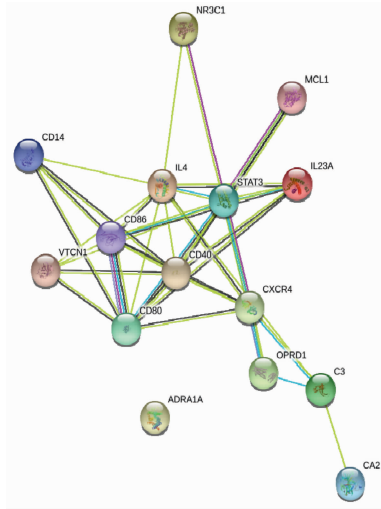 NR3C1
MCL1
CD14
IL4
IL23A
STAT3
CD86
VTCN1
CD40
CXCR4
CD80
OPRD1
C3
ADRA1A
CA2